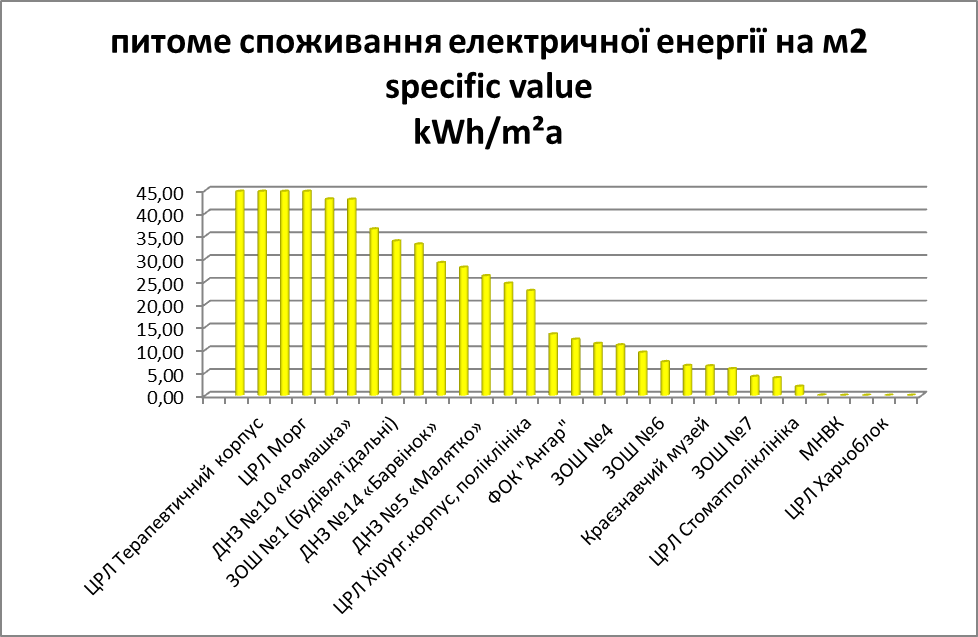 питоме споживання електричної енергії на м2
specific value
kWh/m²a
45,00
40,00
35,00
30,00
25,00
20,00
15,00
10,00
5,00
0,00
ЦРЛ Терапевтичний корпус
ЦРЛ Морг
ДНЗ №10 «Ромашка»
ЗОШ №1 (Будівля їдальні)
ДНЗ №14 «Барвінок»
ДНЗ №5 «Малятко»
ЦРЛ Хірург.корпус, поліклініка
ФОК "Ангар"
ЗОШ №4
ЗОШ №6
Краєзнавчий музей
ЗОШ №7
ЦРЛ Стоматполіклініка
МНВК
ЦРЛ Харчоблок